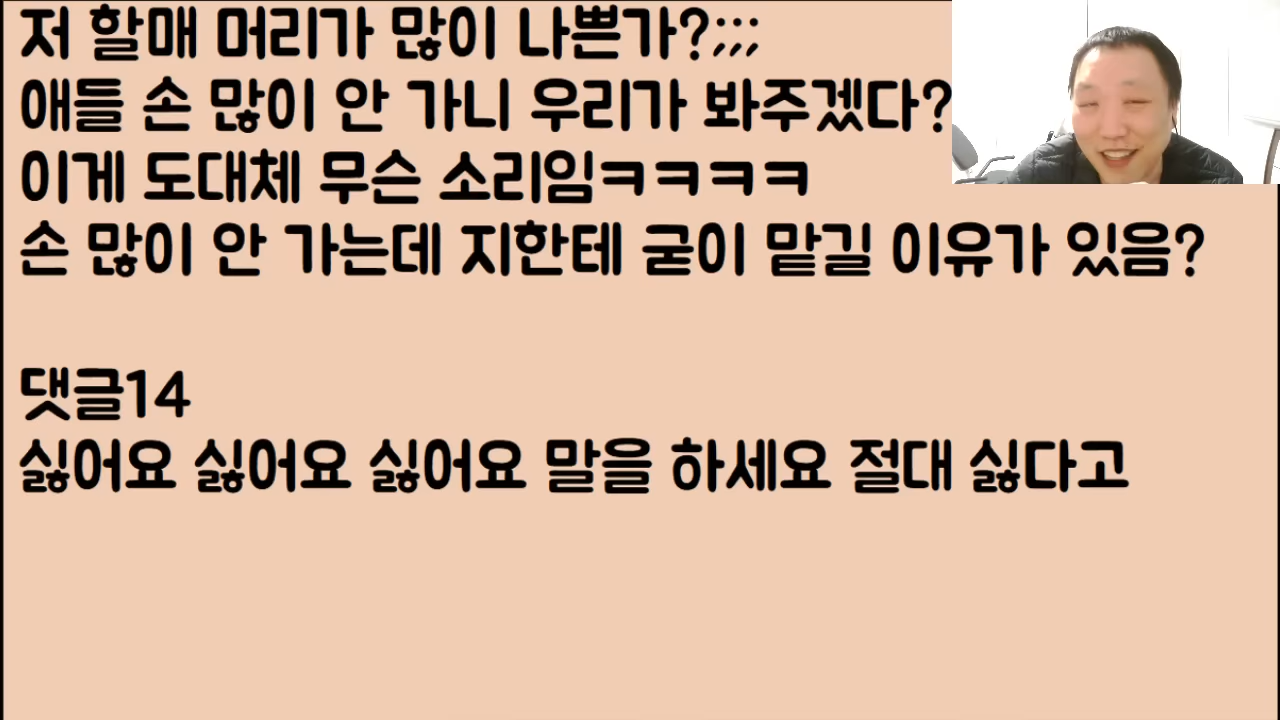 저 할매 머리가 많이 나쁜가?;;;
애들 손 많이 안 가니 우리가 봐주겠다?
이게 도대체 무슨 소리임ㅋㅋㅋㅋ
손 많이 안 가는데 지한테 굳이 맡길 이유가 있음?
댓글14
싫어요 싫어요 싫어요 말을 하세요 절대 싫다고